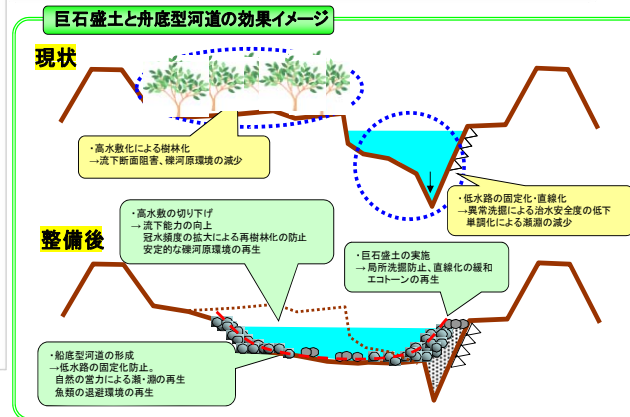 巨石盛土と舟底型河道の効果イメージ
現状
・高水敷化による樹林化
→流下断面阻害、礫河原環境の減少
・低水路の固定化・直線化
→異常洗掘による治水安全度の低下
単調化による瀬淵の減少
・高水敷の切り下げ
→流下能力の向上
冠水頻度の拡大による再樹林化の防止
安定的な礫河原環境の再生
整備後
・巨石盛土の実施
→局所洗掘防止、直線化の緩和
エコトーンの再生
・船底型河道の形成
→低水路の固定化防止。
自然の営力による瀬・淵の再生
魚類の退避環境の再生